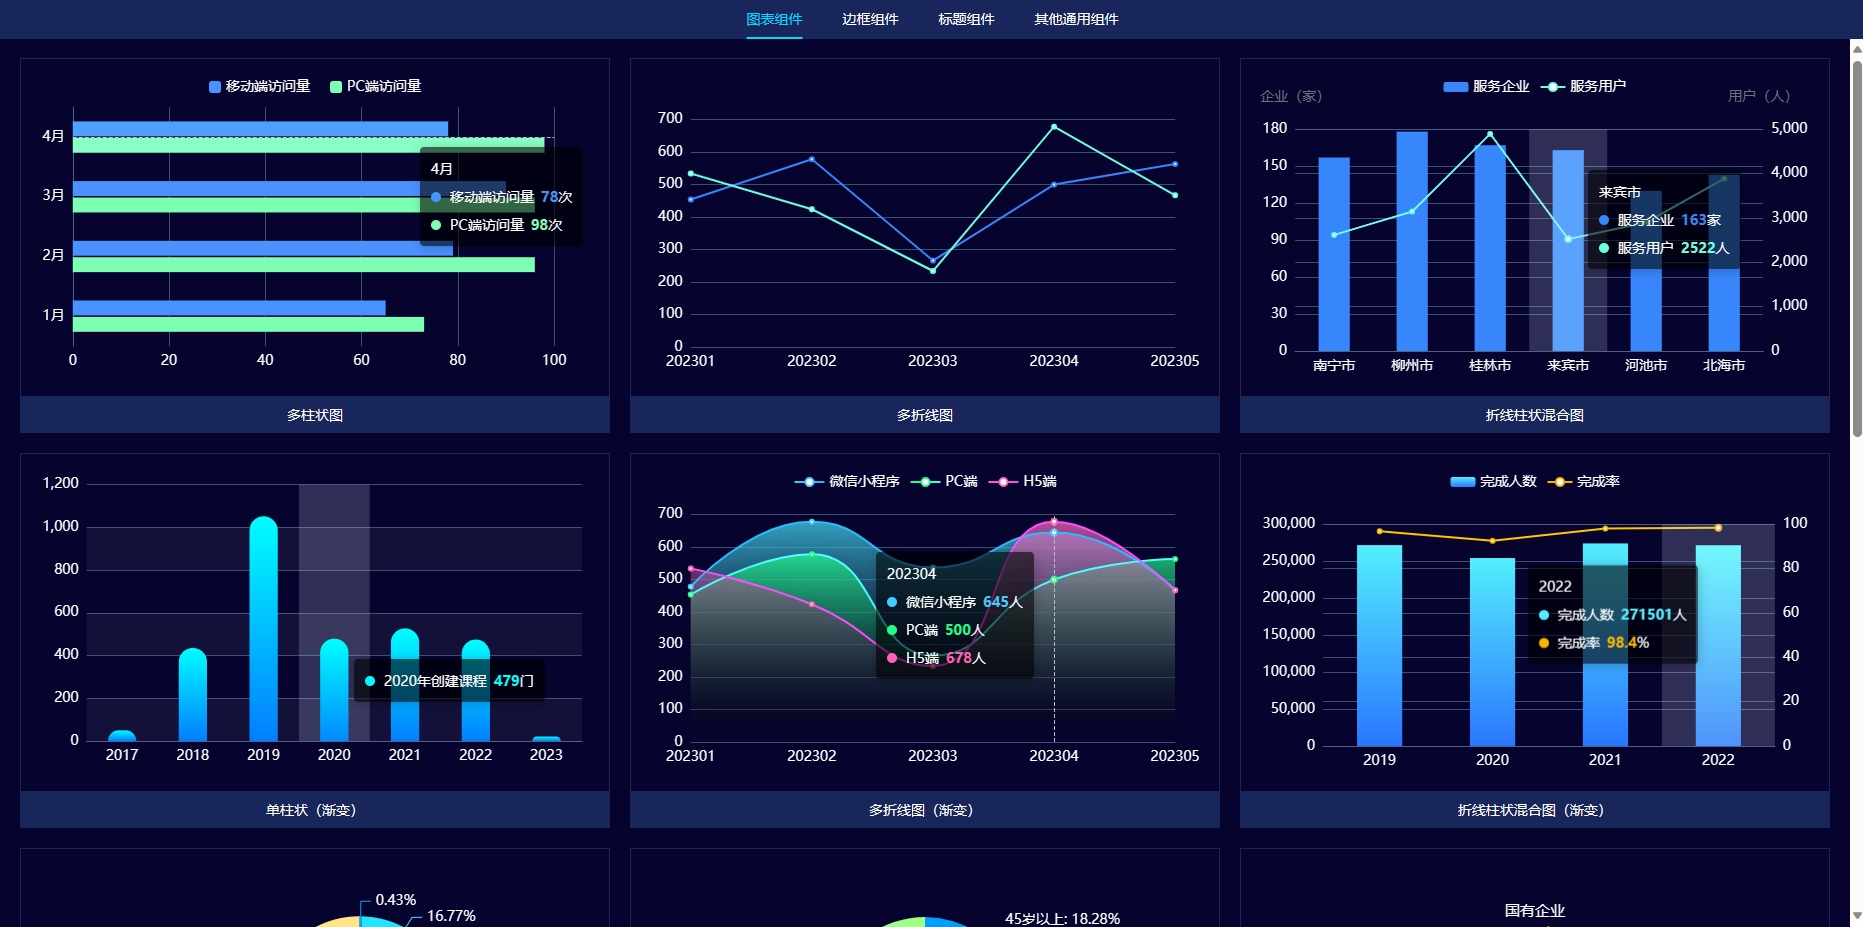 图表组件 边框组件 标题组件 其他通用组件
移动端访问量 PC端访问量
4月
3月
2月
1月
0 20 40 60 80 100
4月
移动端访问量 78次
PC端访问量 98次
多柱状图
700
600
500
400
300
200
100
0
202301 202302 202303 202304 202305
多折线图
服务企业 服务用户
企业（家） 用户（人）
180
150
120
90
60
30
0
5,000
4,000
3,000
2,000
1,000
0
来宾市
服务企业 163家
服务用户 2522人
南宁市 柳州市 桂林市 来宾市 河池市 北海市
折线柱状混合图
1,200
1,000
800
600
400
200
0
2020年创建课程 479门
2017 2018 2019 2020 2021 2022 2023
单柱状（渐变）
微信小程序 PC端 H5端
700
600
500
400
300
200
100
0
202304
微信小程序 645人
PC端 500人
H5端 678人
202301 202302 202303 202304 202305
多折线图（渐变）
完成人数 完成率
300,000
250,000
200,000
150,000
100,000
50,000
0
100
80
60
40
20
0
2022
完成人数 271501人
完成率 98.4%
2019 2020 2021 2022
折线柱状混合图（渐变）
0.43%
16.77%
45岁以上: 18.28%
国有企业